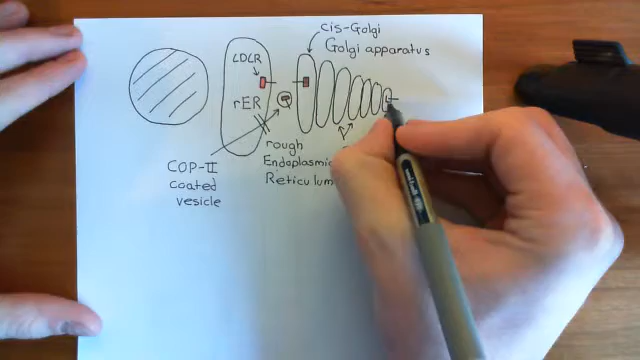 cis-Golgi
Golgi apparatus
LDLR
rER
rough
Endoplasmic
Reticulum
COP-II
coated
vesicle